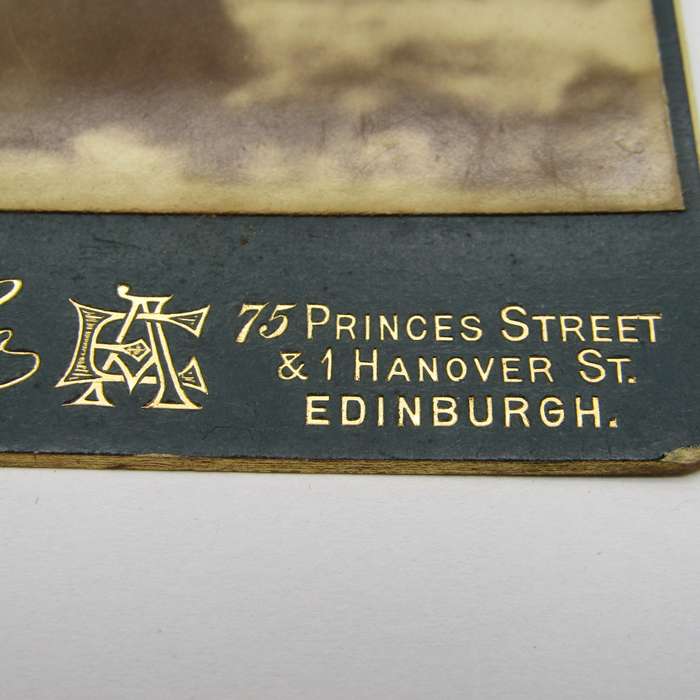 75 PRINCES STREET
& 1 HANOVER ST.
EDINBURGH.